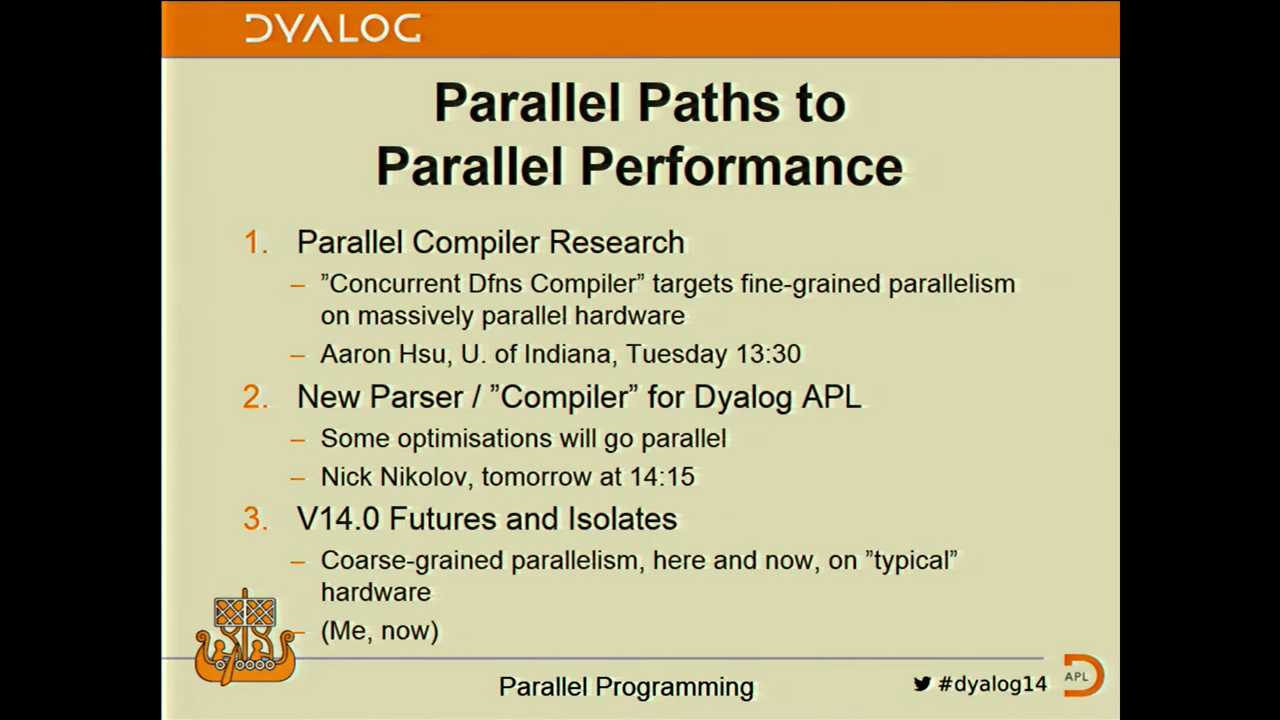 DYALOG
Parallel Paths to
Parallel Performance
1. Parallel Compiler Research
– ”Concurrent Dfns Compiler” targets fine-grained parallelism
on massively parallel hardware
– Aaron Hsu, U. of Indiana, Tuesday 13:30
2. New Parser / ”Compiler” for Dyalog APL
– Some optimisations will go parallel
– Nick Nikolov, tomorrow at 14:15
3. V14.0 Futures and Isolates
– Coarse-grained parallelism, here and now, on ”typical”
hardware
– (Me, now)
Parallel Programming
#dyalog14
APL